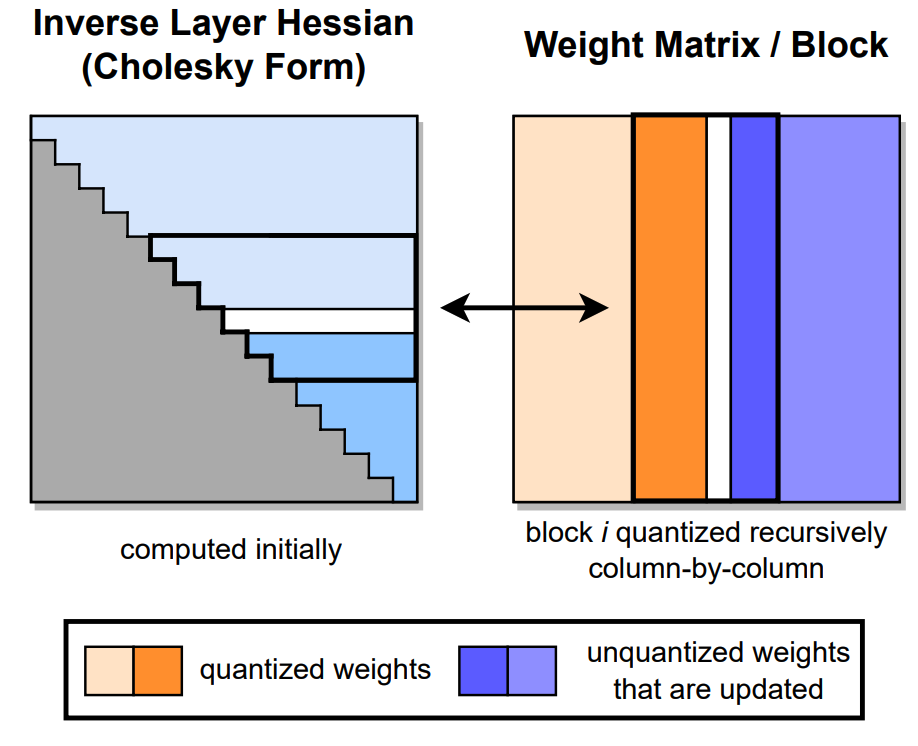 Inverse Layer Hessian
(Cholesky Form)
Weight Matrix / Block
computed initially
block i quantized recursively
column-by-column
quantized weights
unquantized weights
that are updated